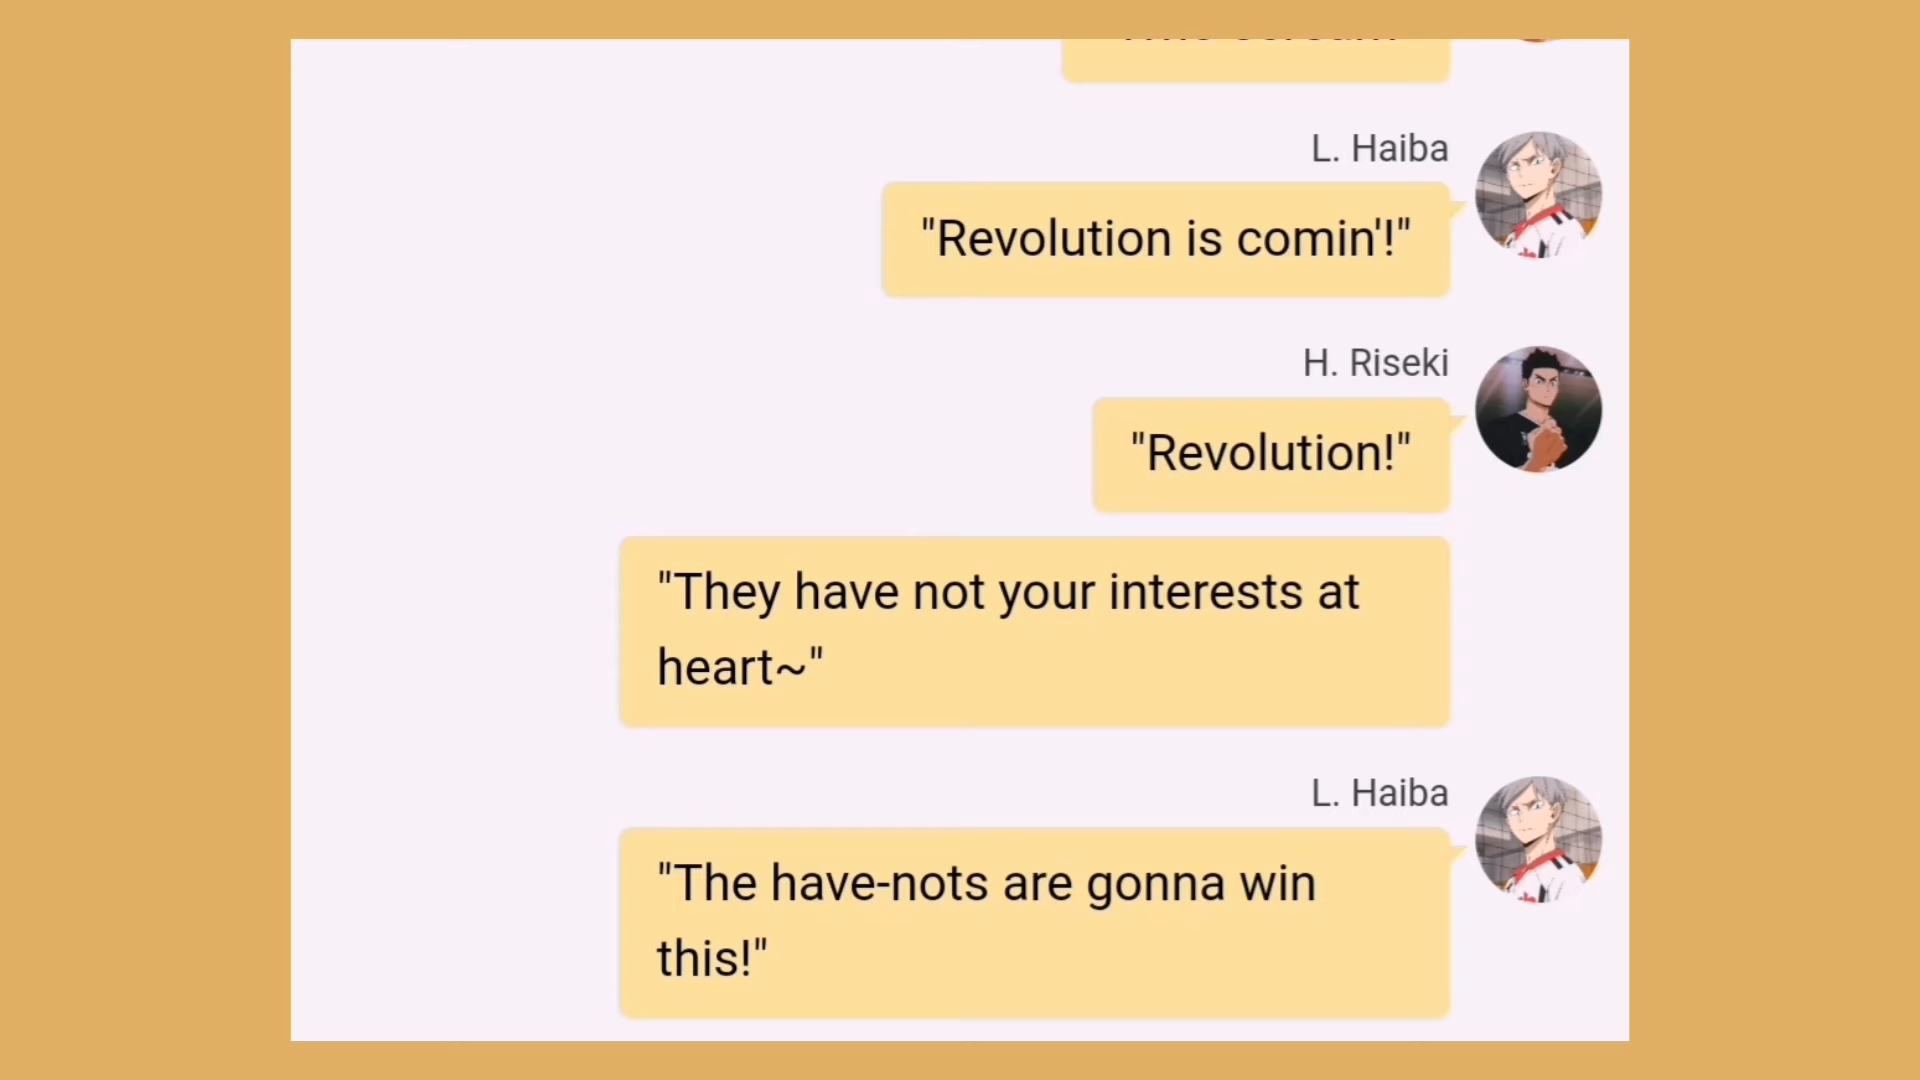 L. Haiba
"Revolution is comin'!"
H. Riseki
"Revolution!"
"They have not your interests at
heart~"
L. Haiba
"The have-nots are gonna win
this!"